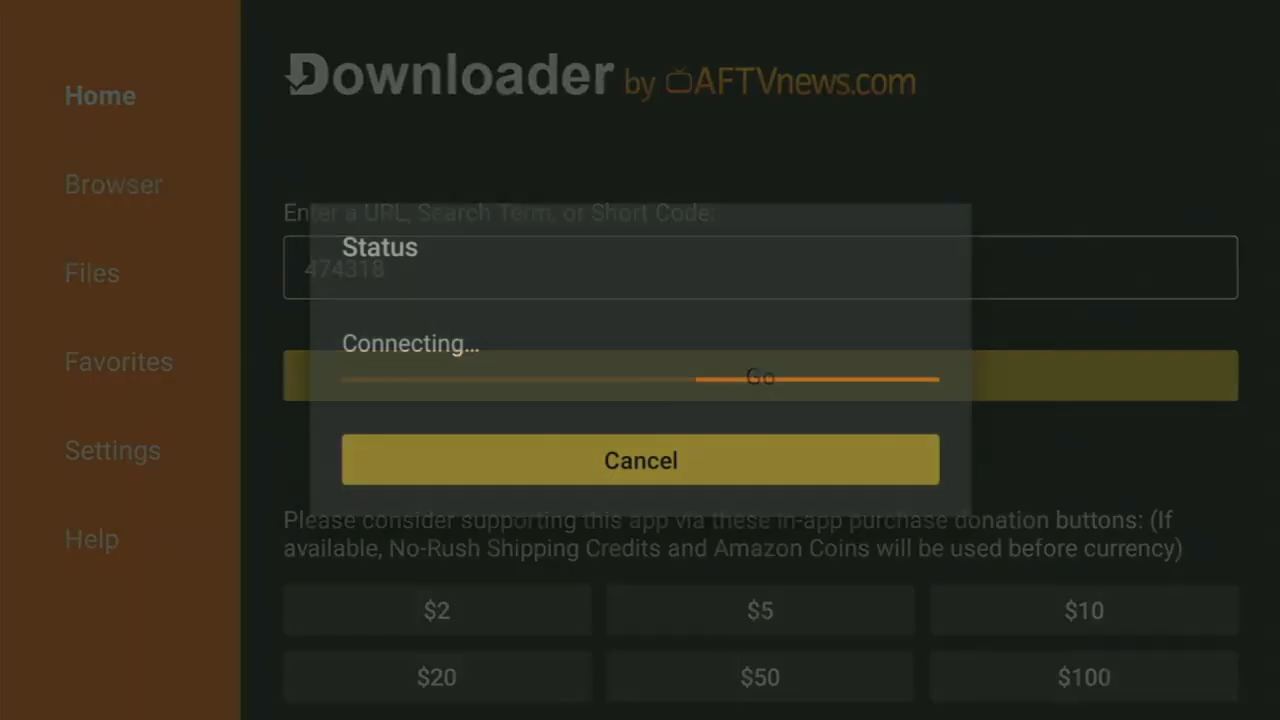 Home
Browser
Files
Favorites
Settings
Help
Downloader by AFTVnews.com
Enter a URL, Search Term, or Short Code:
474318
Go
Status
Connecting...
Cancel
Please consider supporting this app via these in-app purchase donation buttons: (If
available, No-Rush Shipping Credits and Amazon Coins will be used before currency)
$2 $5 $10
$20 $50 $100